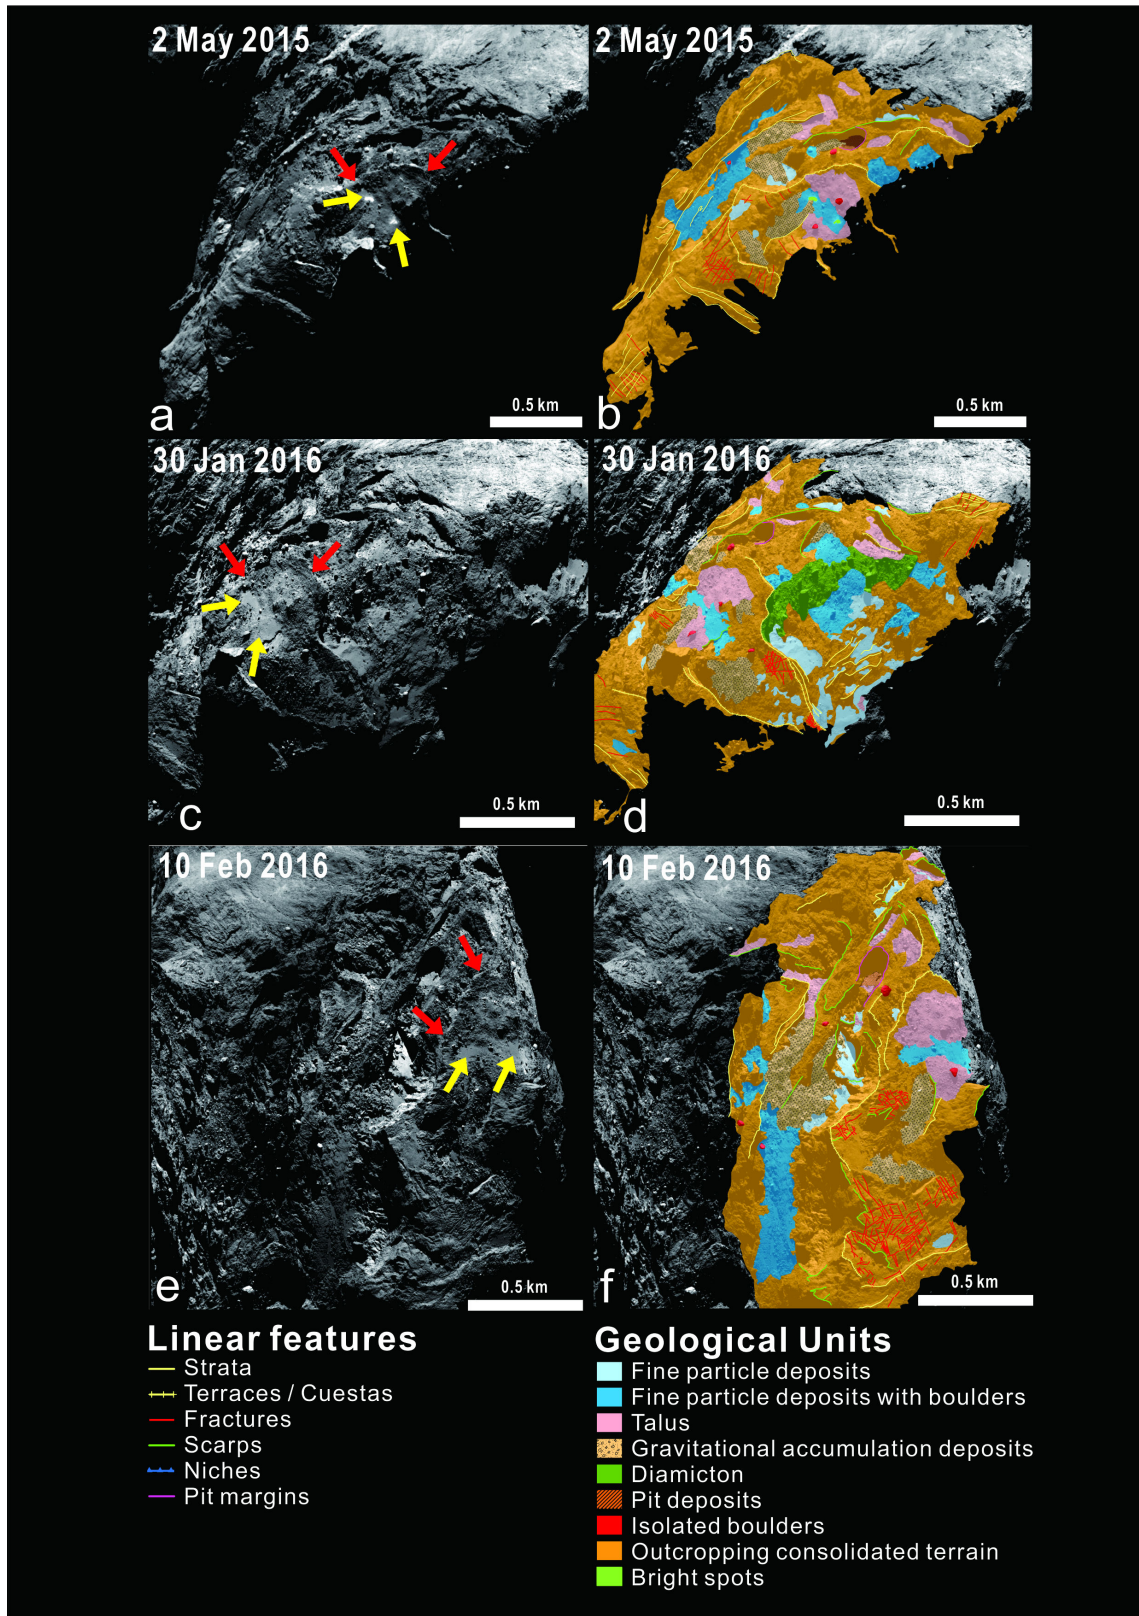 2 May 2015
2 May 2015
a
0.5 km
b
0.5 km
30 Jan 2016
30 Jan 2016
c
0.5 km
d
0.5 km
10 Feb 2016
10 Feb 2016
e
0.5 km
f
0.5 km
Linear features
Strata
Terraces / Cuestas
Fractures
Scarps
Niches
Pit margins
Geological Units
Fine particle deposits
Fine particle deposits with boulders
Talus
Gravitational accumulation deposits
Diamicton
Pit deposits
Isolated boulders
Outcropping consolidated terrain
Bright spots